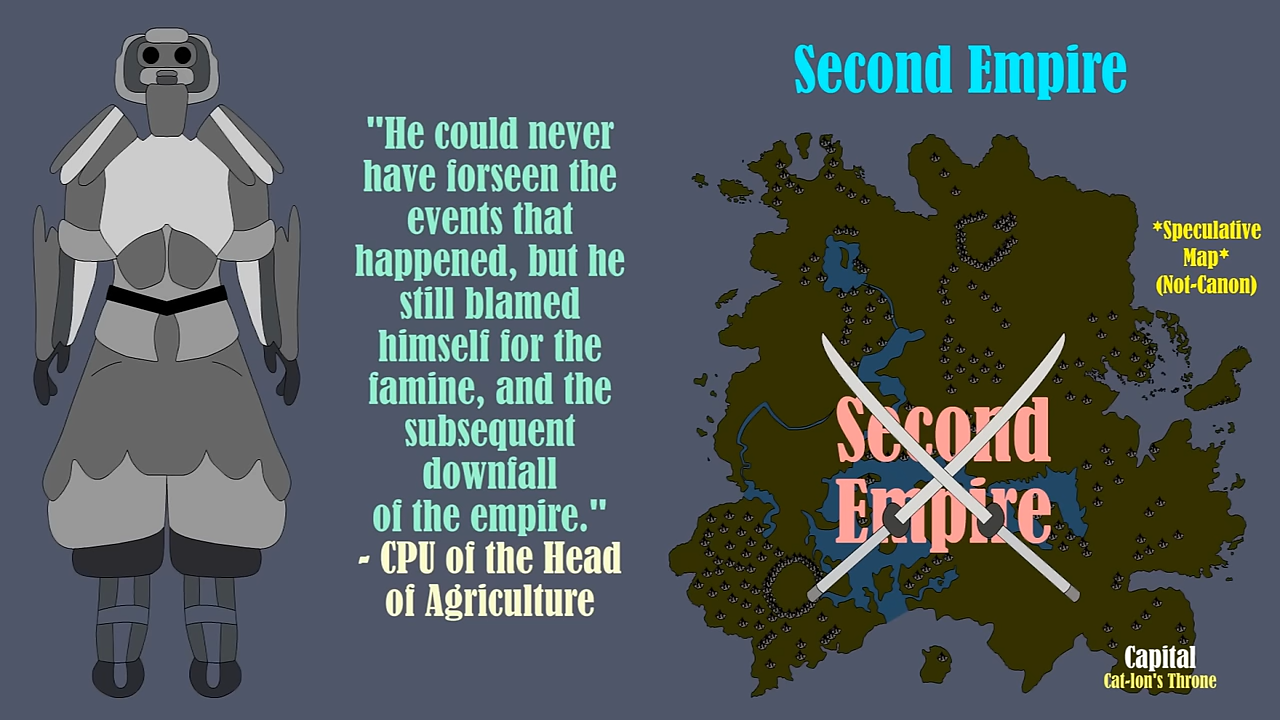 "He could never
have forseen the
events that
happened, but he
still blamed
himself for the
famine, and the
subsequent
downfall
of the empire."
- CPU of the Head
of Agriculture
Second Empire
*Speculative
Map*
(Not-Canon)
Second
Empire
Capital
Cat-lon's Throne